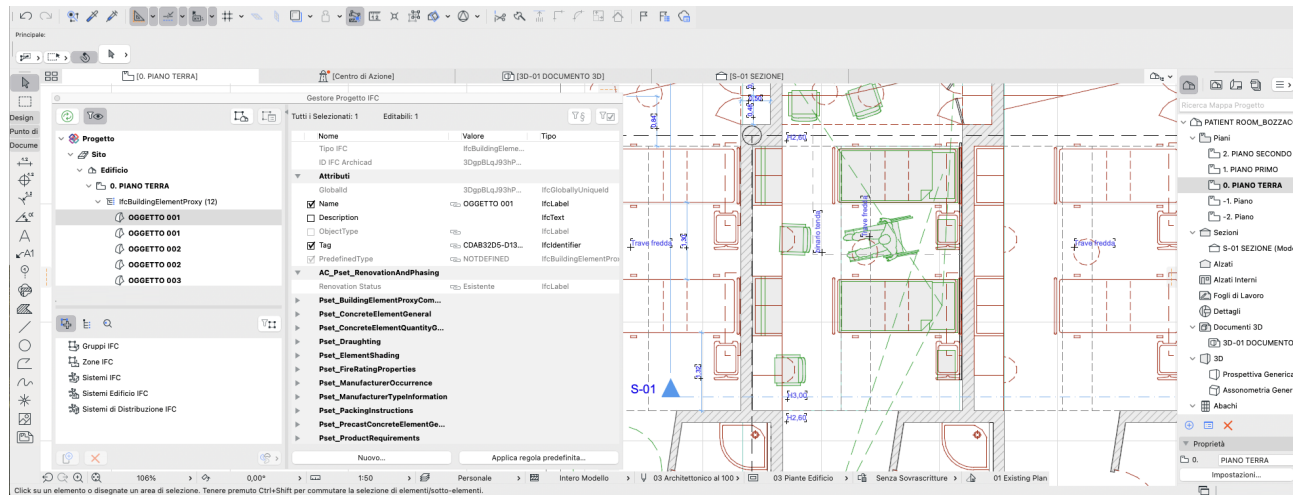 Principale:
[0. PIANO TERRA]
[Centro di Azione]
[3D-01 DOCUMENTO 3D]
[S-01 SEZIONE]
Design
Punto di
Docume
A
A1
Gestore Progetto IFC
Tutti i Selezionati: 1 Editabili: 1
Progetto
Sito
Edificio
0. PIANO TERRA
IfcBuildingElementProxy (12)
OGGETTO 001
OGGETTO 001
OGGETTO 002
OGGETTO 002
OGGETTO 003
Gruppi IFC
Zone IFC
Sistemi IFC
Sistemi Edificio IFC
Sistemi di Distribuzione IFC
Nome Valore Tipo
Tipo IFC IfcBuildingEleme...
ID IFC Archicad 3DgpBLqJ93hP...
Attributi
GlobalId 3DgpBLqJ93hP... IfcGloballyUniqueId
Name OGGETTO 001 IfcLabel
Description IfcText
ObjectType IfcLabel
Tag CDAB32D5-D13... IfcIdentifier
PredefinedType NOTDEFINED IfcBuildingElementPro
AC_Pset_RenovationAndPhasing
Renovation Status Esistente IfcLabel
Pset_BuildingElementProxyCom...
Pset_ConcreteElementGeneral
Pset_ConcreteElementQuantityG...
Pset_Draughting
Pset_ElementShading
Pset_FireRatingProperties
Pset_ManufacturerOccurrence
Pset_ManufacturerTypeInformation
Pset_PackingInstructions
Pset_PrecastConcreteElementGe...
Pset_ProductRequirements
Nuovo... Applica regola predefinita...
H2,60
Trave fredda
Trave fredda
Trave fredda
S-01
H3,00
H2,60
Ricerca Mappa Progetto
PATIENT ROOM_BOZZACO
Piani
2. PIANO SECONDO
1. PIANO PRIMO
0. PIANO TERRA
-1. Piano
-2. Piano
Sezioni
S-01 SEZIONE (Mode
Alzati
Alzati Interni
Fogli di Lavoro
Dettagli
Documenti 3D
3D-01 DOCUMENTO
3D
Prospettiva Generica
Assonometria Gener
Abachi
Proprietà
0. PIANO TERRA
Impostazioni...
106% 0,00° 1:50 Personale Intero Modello 03 Architettonico al 100 03 Piante Edificio Senza Sovrascritture 01 Existing Plan
Click su un elemento o disegnate un area di selezione. Tenere premuto Ctrl+Shift per commutare la selezione di elementi/sotto-elementi.